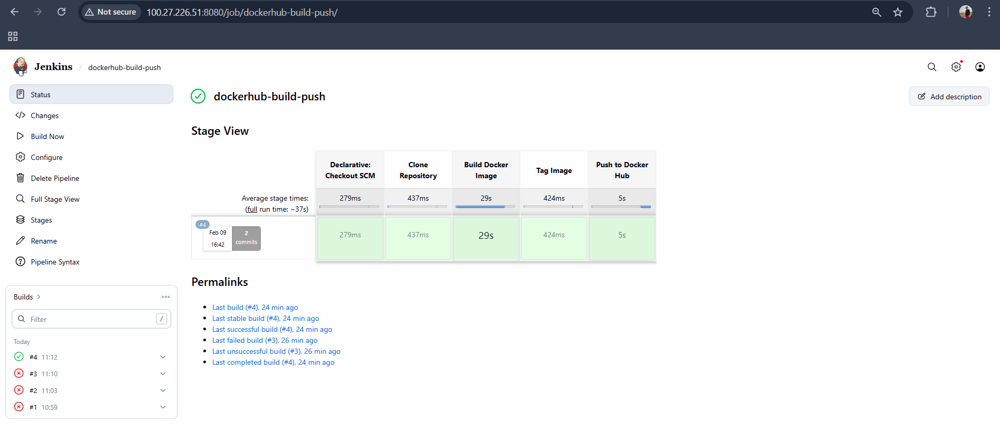 Not secure
100.27.226.51:8080/job/dockerhub-build-push/
Jenkins / dockerhub-build-push
Status
Changes
Build Now
Configure
Delete Pipeline
Full Stage View
Stages
Rename
Pipeline Syntax
Builds
Filter /
Today
#4 11:12
#3 11:10
#2 11:03
#1 10:59
dockerhub-build-push
Add description
Stage View
Declarative: Checkout SCM
Clone Repository
Build Docker Image
Tag Image
Push to Docker Hub
Average stage times:
(full run time: ~37s)
279ms 437ms 29s 424ms 5s
#4
Feb 09
16:42
2
commits
279ms 437ms 29s 424ms 5s
Permalinks
Last build (#4), 24 min ago
Last stable build (#4), 24 min ago
Last successful build (#4), 24 min ago
Last failed build (#3), 26 min ago
Last unsuccessful build (#3), 26 min ago
Last completed build (#4), 24 min ago